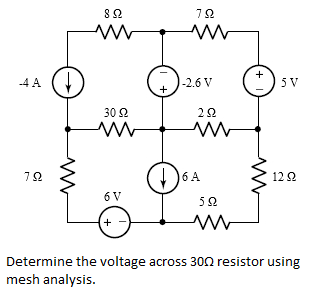 8 Ω 7 Ω
-4 A - + -2.6 V + - 5 V
30 Ω 2 Ω
7 Ω 6 A 12 Ω
6 V 5 Ω
+ -
Determine the voltage across 30Ω resistor using
mesh analysis.